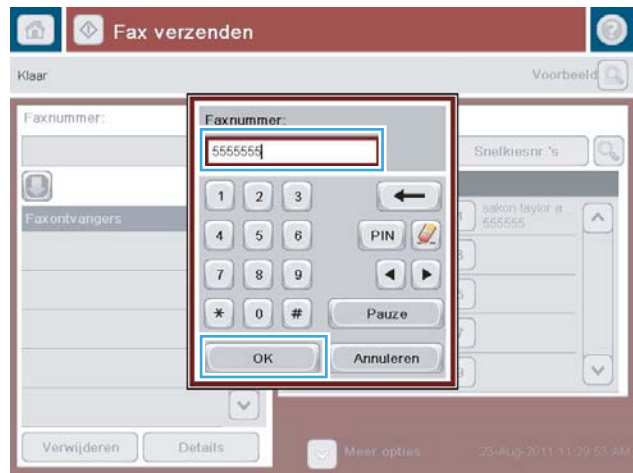 Fax verzenden
Klaar
Voorbeeld
Faxnummer:
Faxnummer:
5555555
Snelkiesnr.'s
Faxontvangers
1 2 3
4 5 6 PIN
7 8 9
* 0 # Pauze
OK Annuleren
1 sakon taylor a
555555
Verwijderen Details Meer opties 23-Aug-2011 11:29:53 AM